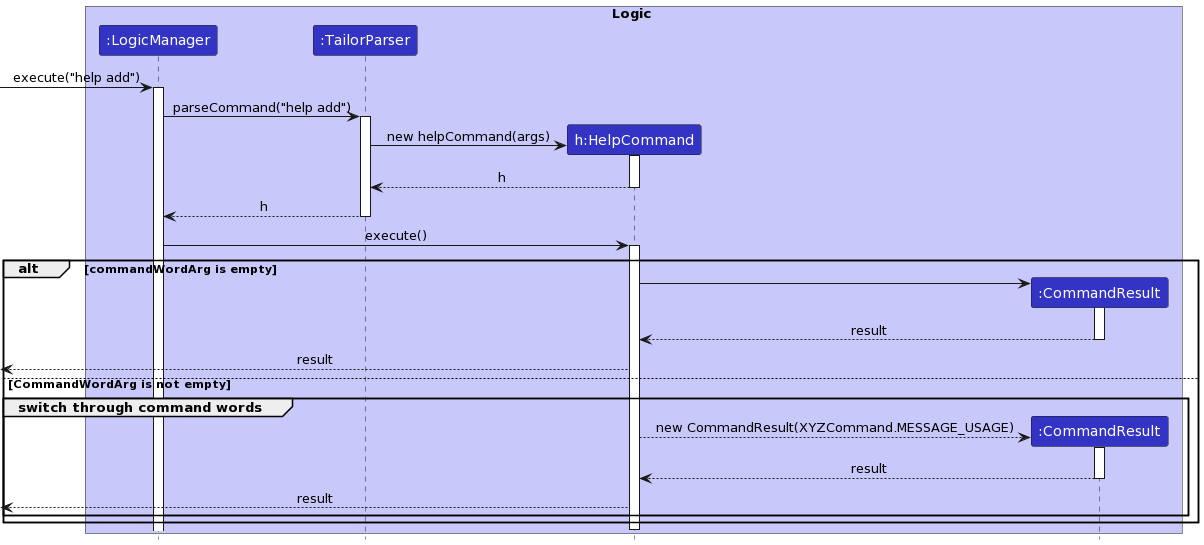 Logic
:LogicManager
:TailorParser
execute("help add")
parseCommand("help add")
new helpCommand(args)
h:HelpCommand
h
h
execute()
alt
[commandWordArg is empty]
:CommandResult
result
result
[CommandWordArg is not empty]
switch through command words
new CommandResult(XYZCommand.MESSAGE_USAGE)
:CommandResult
result
result